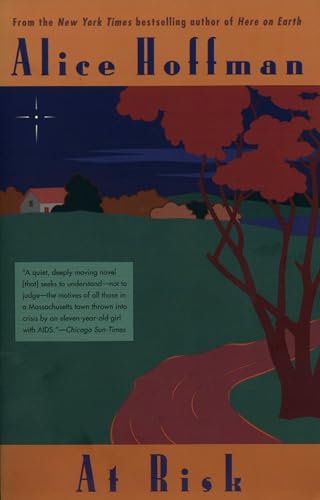 From the New York Times bestselling author of Here on Earth
Alice Hoffman
"A quiet, deeply moving novel
[that] seeks to understand—not to
judge—the motives of all those in
a Massachusetts town thrown into
crisis by an eleven-year-old girl
with AIDS."—Chicago Sun-Times
At Risk